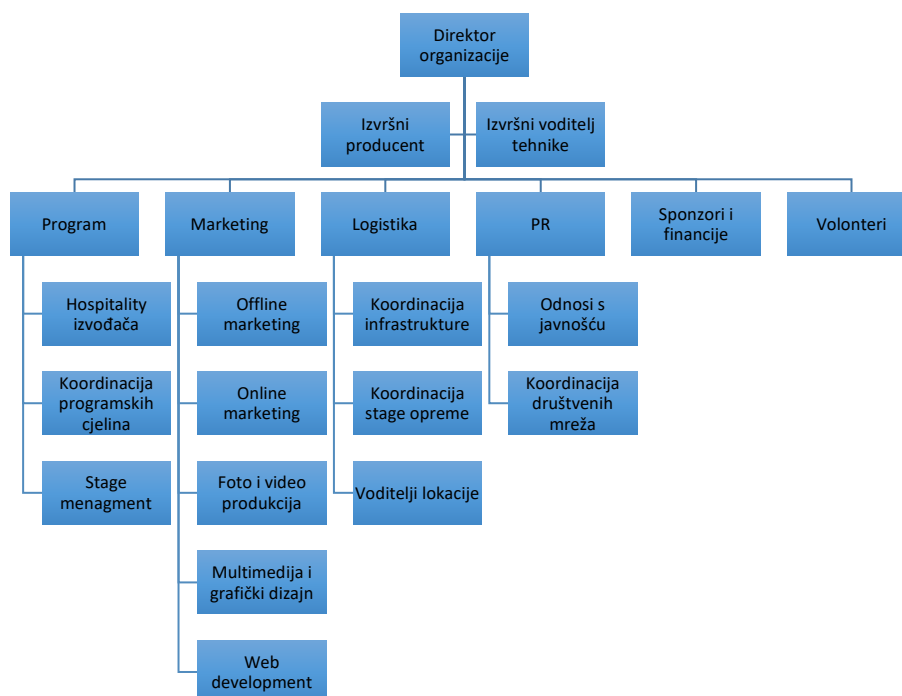 Direktor
organizacije
Izvršni
producent
Izvršni voditelj
tehnike
Program
Marketing
Logistika
PR
Sponzori i
financije
Volonteri
Hospitality
izvođača
Koordinacija
programskih
cjelina
Stage
menagment
Offline
marketing
Online
marketing
Foto i video
produkcija
Multimedija i
grafički dizajn
Web
development
Koordinacija
infrastrukture
Koordinacija
stage opreme
Voditelji lokacije
Odnosi s
javnošću
Koordinacija
društvenih
mreža